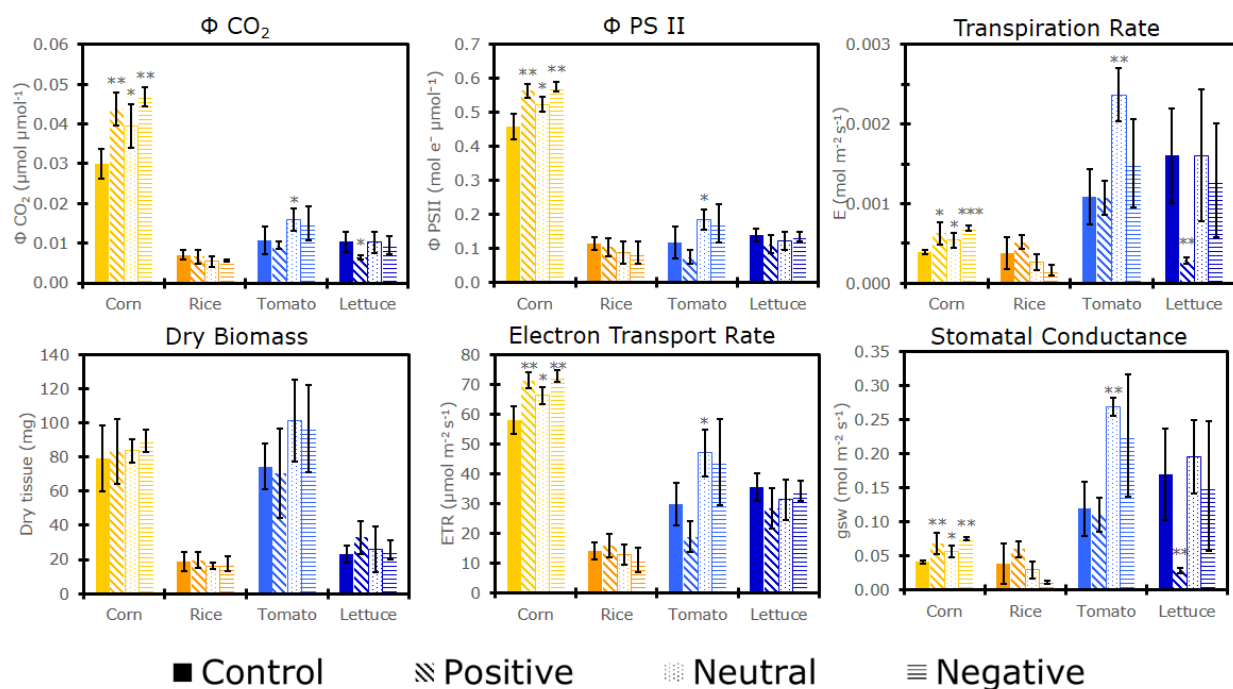 Φ CO₂
Φ CO₂ (μmol μmol⁻¹)
0.06
0.05
0.04
0.03
0.02
0.01
0.00
**
*
**
*
*
Corn
Rice
Tomato
Lettuce
Φ PS II
Φ PSII (mol e⁻ μmol⁻¹)
0.7
0.6
0.5
0.4
0.3
0.2
0.1
0.0
**
*
**
*
Corn
Rice
Tomato
Lettuce
Transpiration Rate
E (mol m⁻² s⁻¹)
0.003
0.002
0.001
0.000
*
*
***
**
**
Corn
Rice
Tomato
Lettuce
Dry Biomass
Dry tissue (mg)
140
120
100
80
60
40
20
0
Corn
Rice
Tomato
Lettuce
Electron Transport Rate
ETR (μmol m⁻² s⁻¹)
80
70
60
50
40
30
20
10
0
**
*
**
*
Corn
Rice
Tomato
Lettuce
Stomatal Conductance
gsw (mol m⁻² s⁻¹)
0.35
0.30
0.25
0.20
0.15
0.10
0.05
0.00
**
*
**
**
**
Corn
Rice
Tomato
Lettuce
Control
Positive
Neutral
Negative